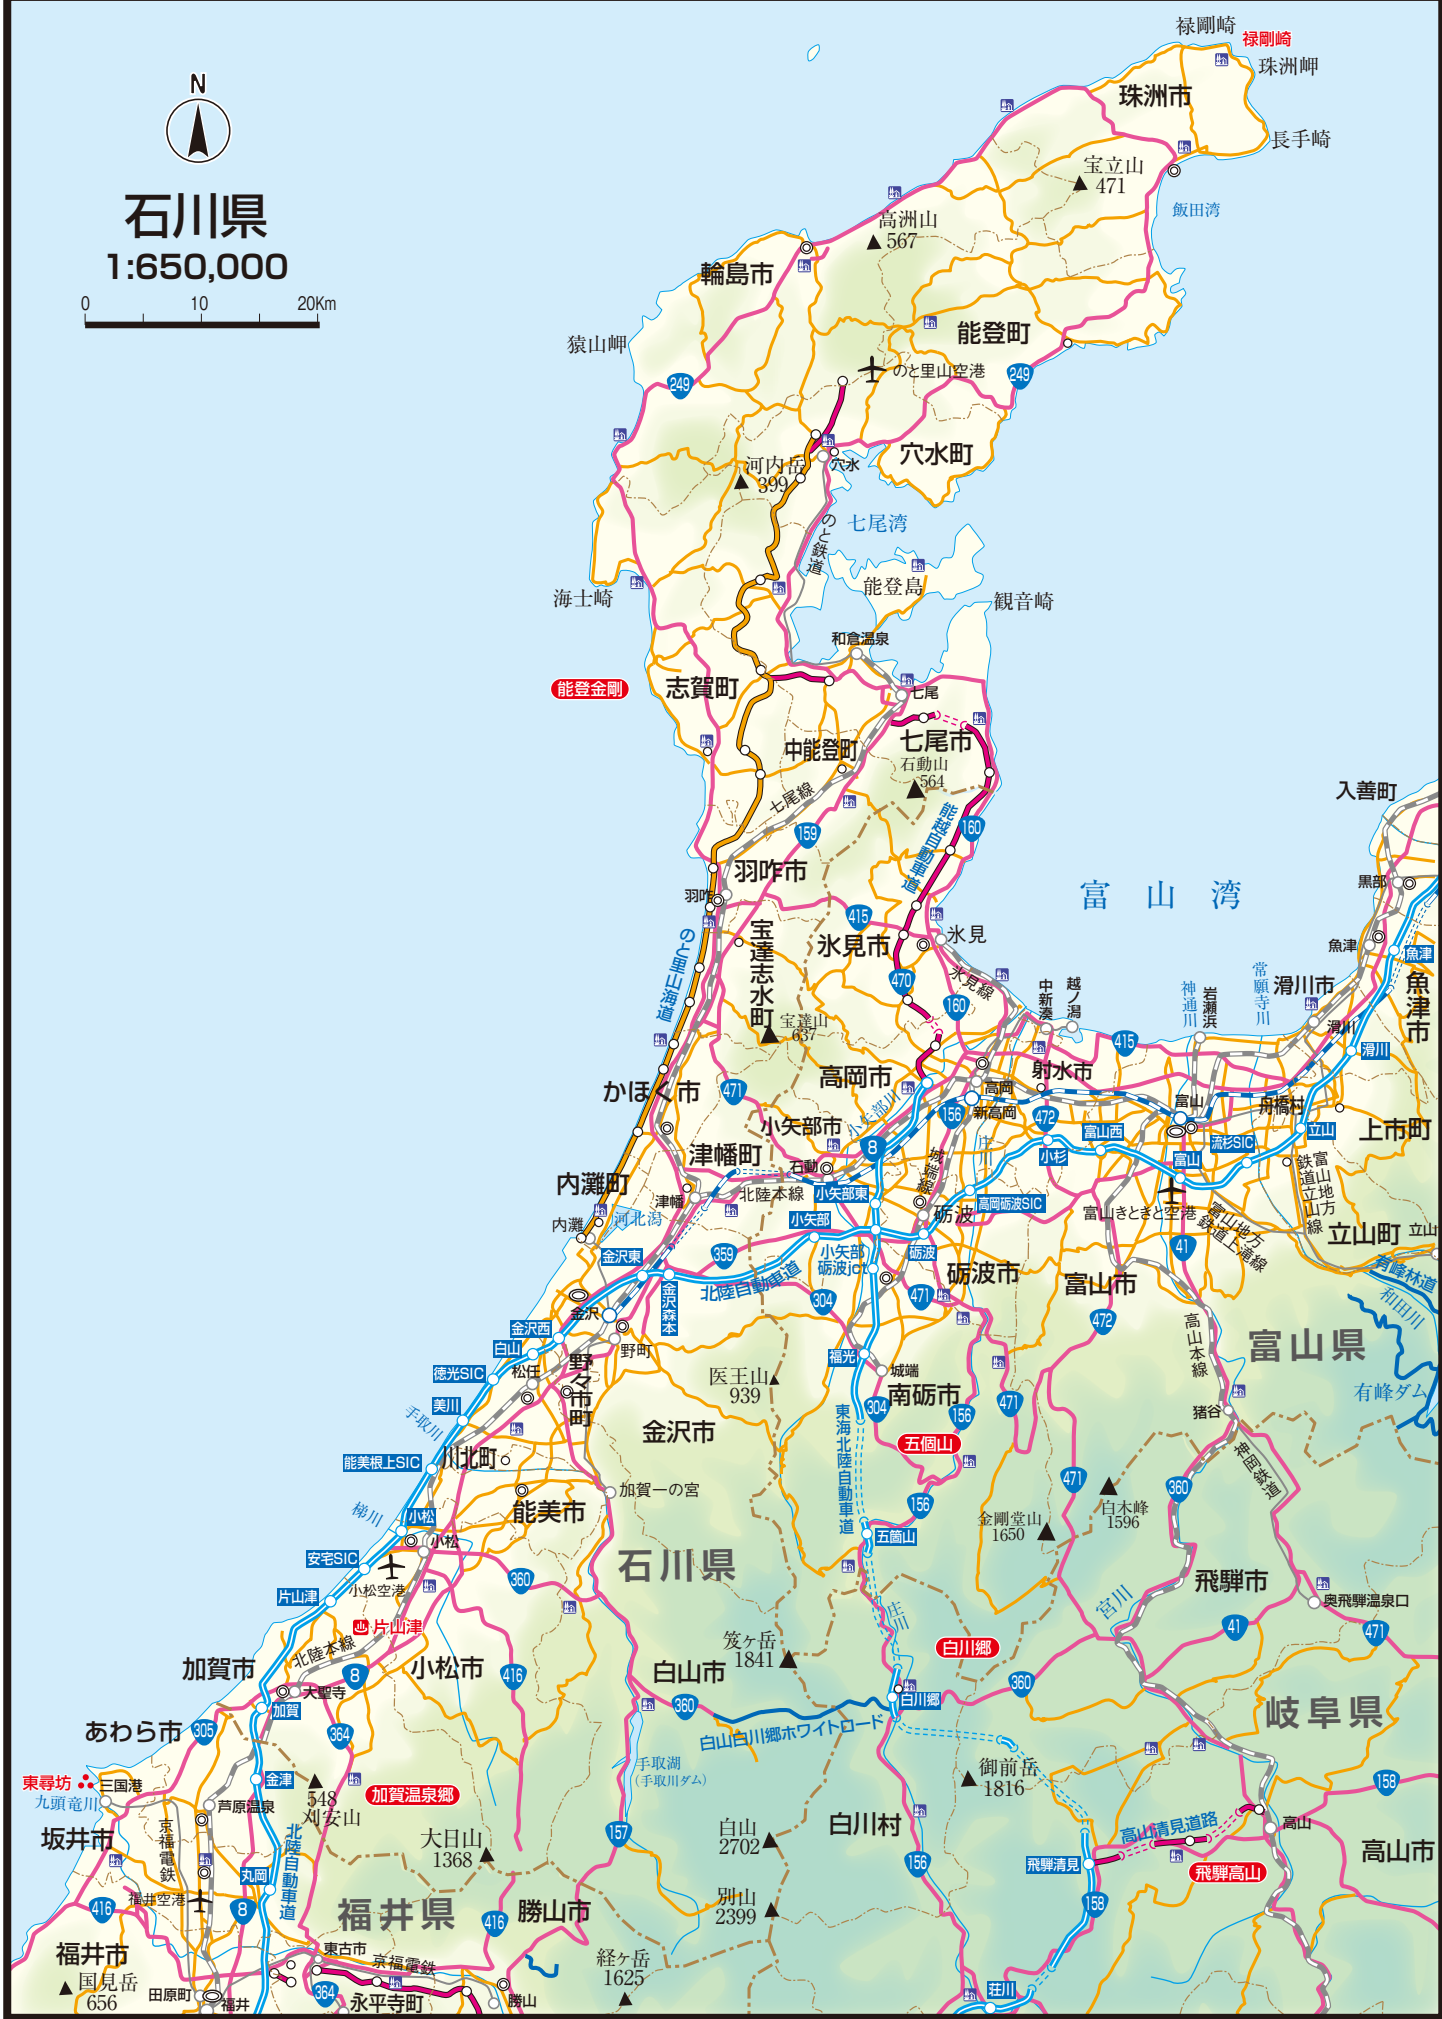 N
石川県
1:650,000
0 10 20Km
禄剛崎
禄剛崎
珠洲岬
珠洲市
長手崎
宝立山
471
飯田湾
高洲山
567
輪島市
猿山岬
能登町
249
のと里山空港
249
穴水町
河内岳
399
穴水
のと鉄道
七尾湾
能登島
海士崎
観音崎
和倉温泉
能登金剛
志賀町
七尾
中能登町
七尾市
石動山
564
七尾線
159
能越自動車道
160
入善町
羽咋市
羽咋
富山湾
黒部
415
宝達志水町
氷見市
氷見
魚津
魚津
のと里山海道
470
氷見線
160
中新湊
越ノ潟
神通川
岩瀬浜
常願寺川
滑川市
魚津市
滑川
滑川
宝達山
637
415
かほく市
471
高岡市
射水市
高岡
新高岡
小矢部川
156
472
富山
舟橋村
小矢部市
8
庄川
富山西
流杉SIC
立山
上市町
津幡町
石動
城端線
小杉
富山
内灘町
津幡
北陸本線
小矢部東
高岡砺波SIC
富山きときと空港
富山地方鉄道立山線
富山地方鉄道上滝線
内灘
河北潟
小矢部
砺波
立山町
立山
金沢東
359
小矢部砺波jct
砺波
41
有峰林道
金沢森本
北陸自動車道
304
砺波市
471
富山市
和田川
金沢
金沢西
472
高山本線
富山県
白山
野町
徳光SIC
松任
野々市町
医王山
939
福光
城端
南砺市
有峰ダム
美川
手取川
304
156
471
猪谷
金沢市
東海北陸自動車道
五個山
能美根上SIC
川北町
神岡鉄道
加賀一の宮
471
白木峰
1596
360
梯川
能美市
156
金剛堂山
1650
小松
小松
五箇山
安宅SIC
石川県
小松空港
360
飛騨市
片山津
庄川
宮川
奥飛騨温泉口
片山津
41
471
北陸本線
笈ヶ岳
1841
白川郷
加賀市
8
小松市
416
白山市
大聖寺
360
白川郷
360
加賀
岐阜県
あわら市
305
364
白山白川郷ホワイトロード
東尋坊
三国港
金津
手取湖
(手取川ダム)
御前岳
1816
九頭竜川
548
刈安山
加賀温泉郷
158
芦原温泉
坂井市
京福電鉄
北陸自動車道
大日山
1368
157
白山
2702
白川村
高山清見道路
高山
高山市
156
飛騨清見
飛騨高山
丸岡
福井空港
416
8
福井県
416
勝山市
別山
2399
158
福井市
東古市
京福電鉄
経ヶ岳
1625
国見岳
656
田原町
福井
364
永平寺町
勝山
荘川